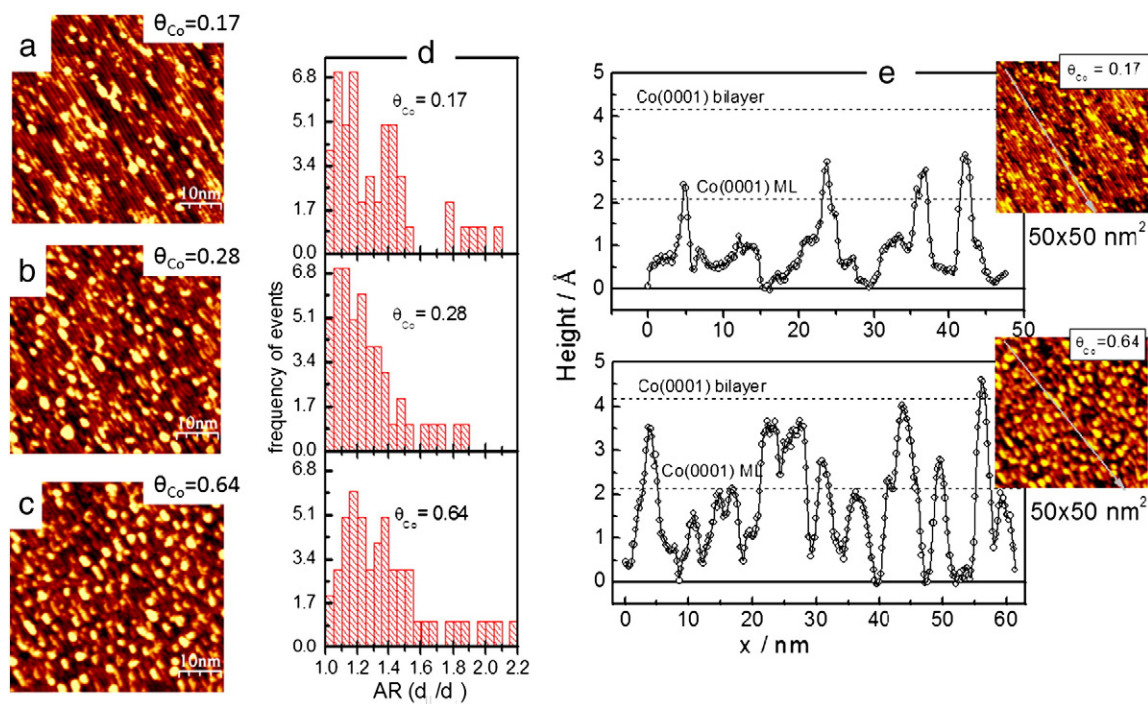 a
θCo=0.17
10nm
b
θCo=0.28
10nm
c
θCo=0.64
10nm
d
frequency of events
6.8
5.1
3.4
1.7
0.0
θCo = 0.17
6.8
5.1
3.4
1.7
0.0
θCo = 0.28
6.8
5.1
3.4
1.7
0.0
θCo = 0.64
1.0 1.2 1.4 1.6 1.8 2.0 2.2
AR (d||/d⊥)
e
Height / Å
5
4
3
2
1
0
Co(0001) bilayer
Co(0001) ML
0 10 20 30 40 50
θCo = 0.17
50x50 nm²
5
4
3
2
1
0
Co(0001) bilayer
Co(0001) ML
0 10 20 30 40 50 60
x / nm
θCo =0.64
50x50 nm²